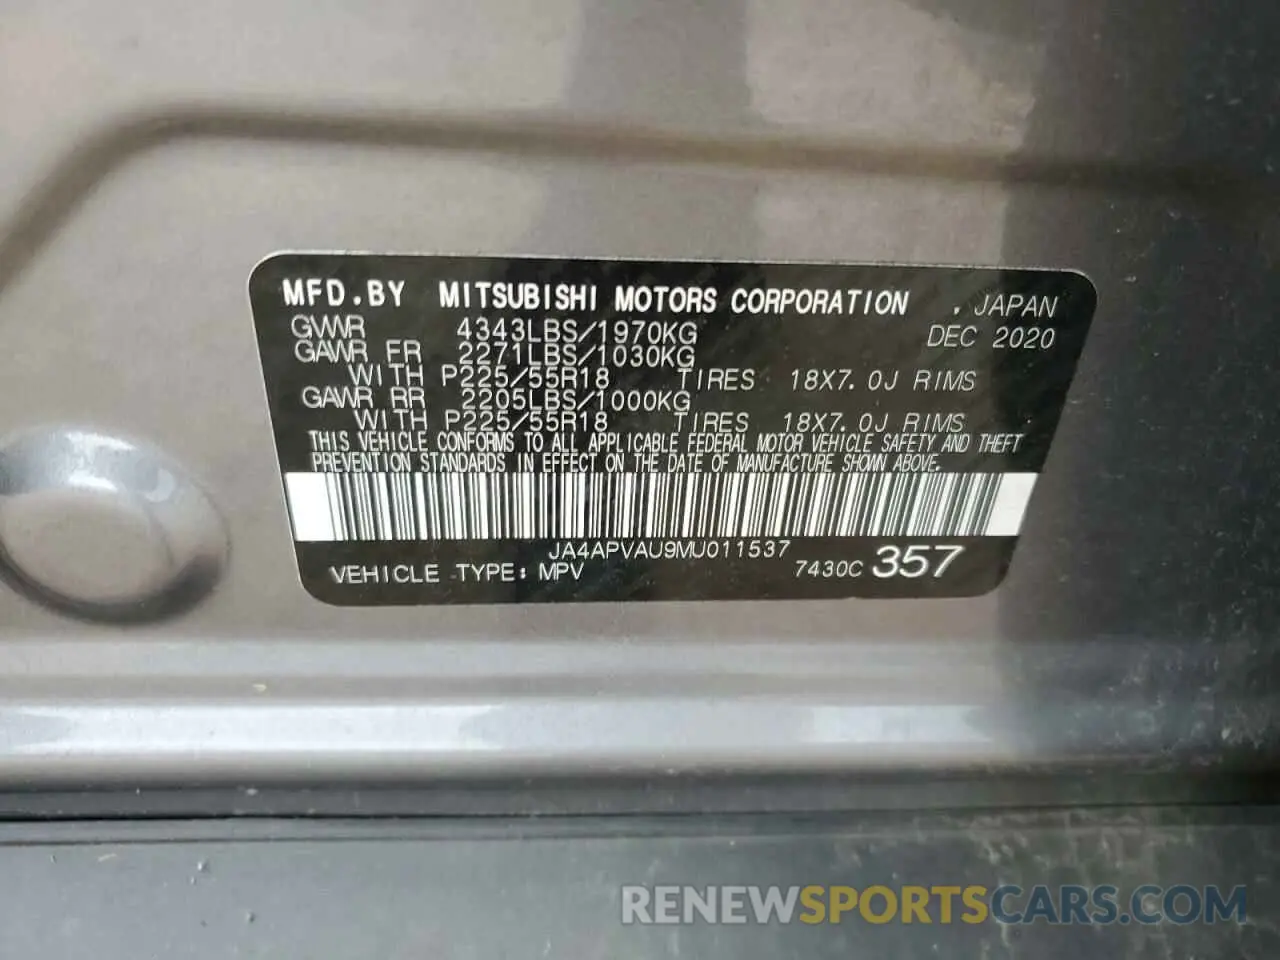 MFD.BY MITSUBISHI MOTORS CORPORATION , JAPAN
GVWR 4343LBS/1970KG DEC 2020
GAWR FR 2271LBS/1030KG
WITH P225/55R18 TIRES 18X7.0J RIMS
GAWR RR 2205LBS/1000KG
WITH P225/55R18 TIRES 18X7.0J RIMS
THIS VEHICLE CONFORMS TO ALL APPLICABLE FEDERAL MOTOR VEHICLE SAFETY AND THEFT
PREVENTION STANDARDS IN EFFECT ON THE DATE OF MANUFACTURE SHOWN ABOVE.
JA4APVAU9MU011537
VEHICLE TYPE: MPV 7430C 357
RENEWSPORTSCARS.COM